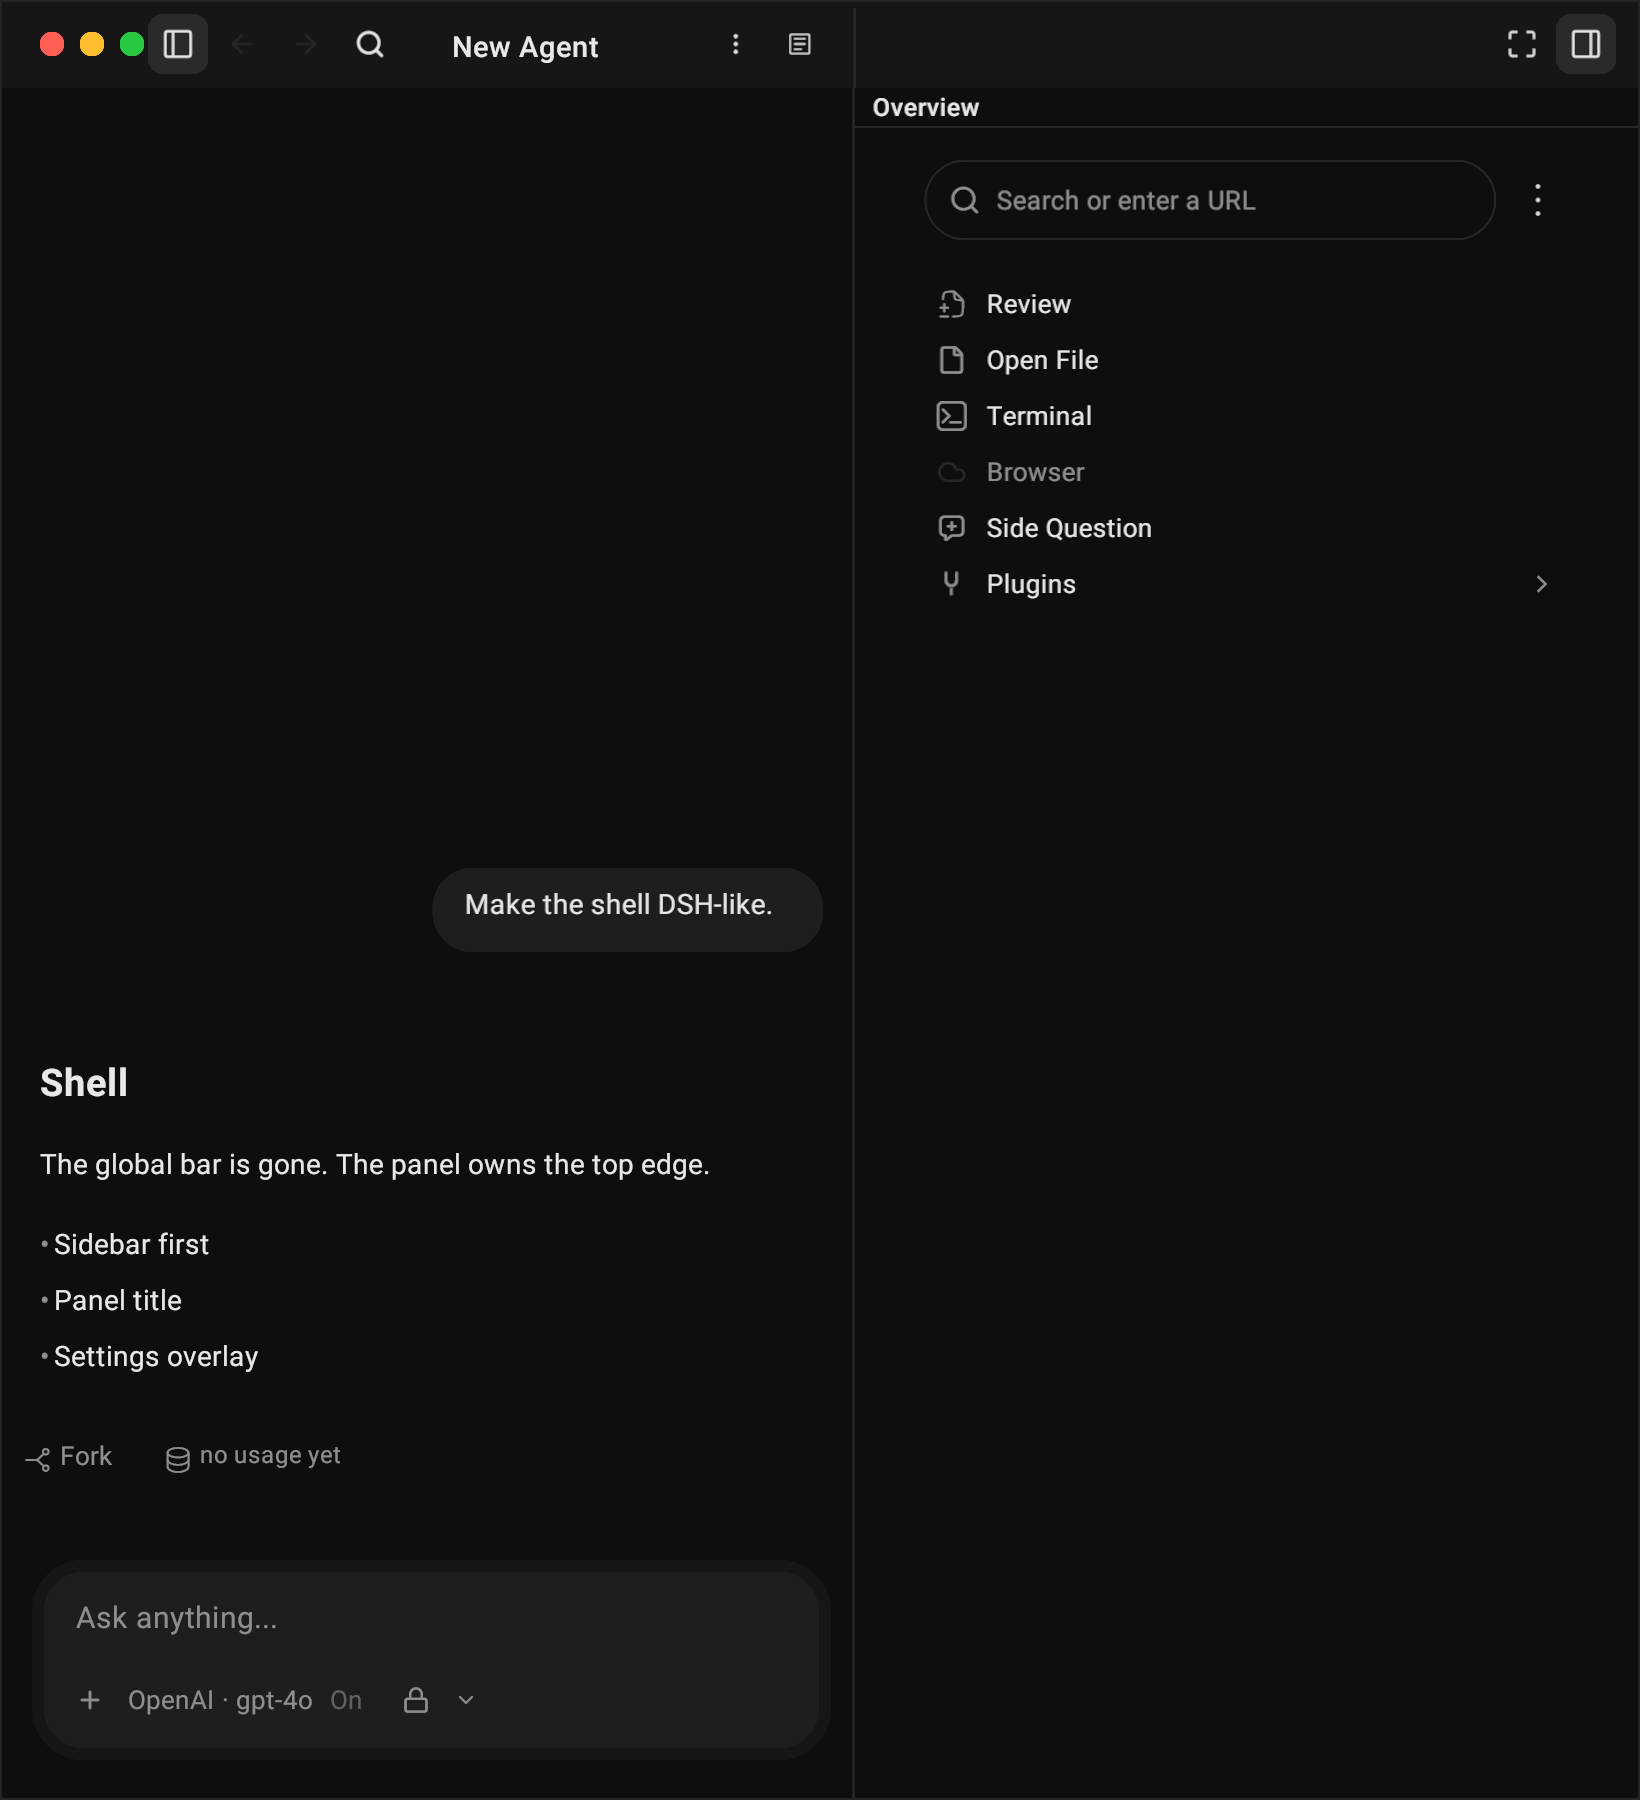 New Agent
Overview
Search or enter a URL
Review
Open File
Terminal
Browser
Side Question
Plugins
Make the shell DSH-like.
Shell
The global bar is gone. The panel owns the top edge.
• Sidebar first
• Panel title
• Settings overlay
Fork no usage yet
Ask anything...
OpenAI · gpt-4o On